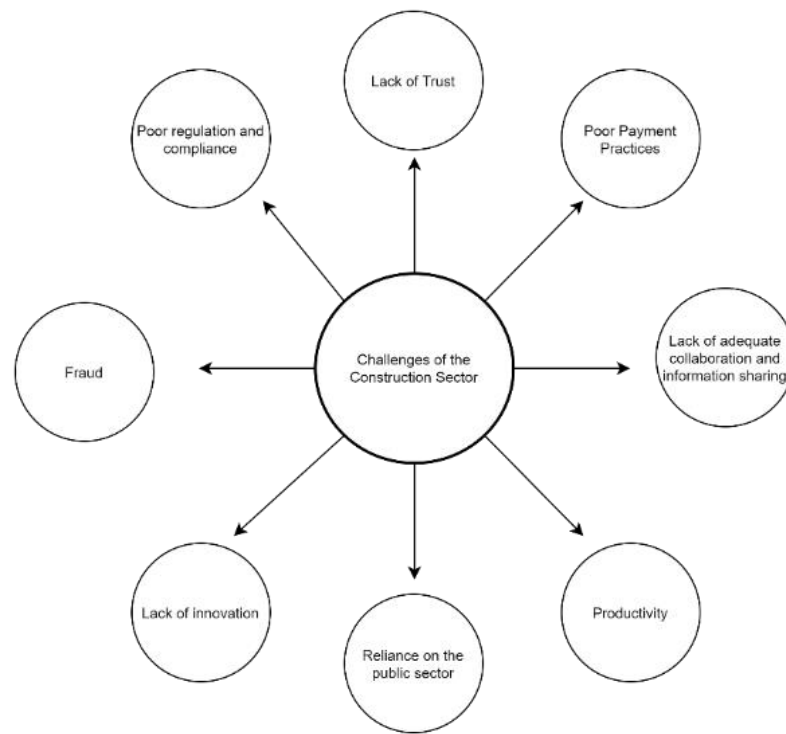 Lack of Trust
Poor regulation and
compliance
Poor Payment
Practices
Challenges of the
Construction Sector
Lack of adequate
collaboration and
information sharing
Fraud
Lack of innovation
Productivity
Reliance on the
public sector